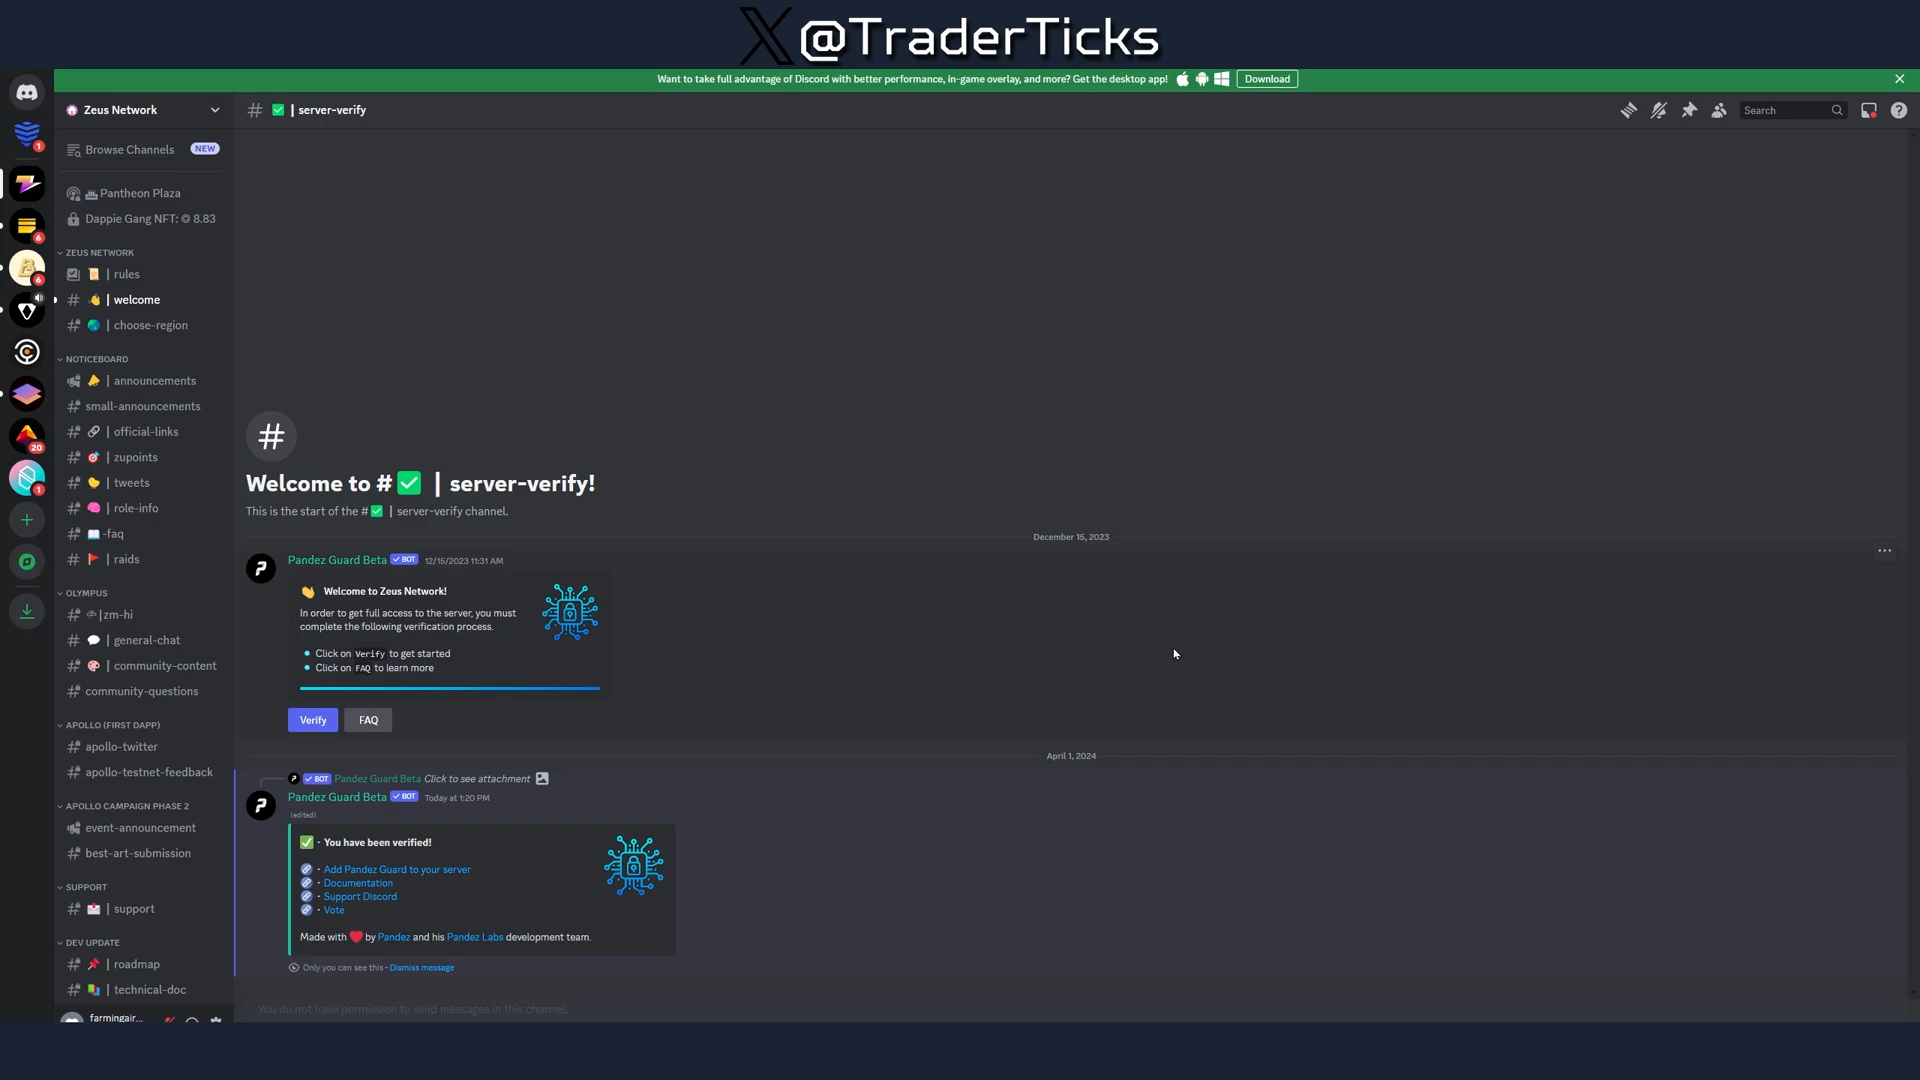 @TraderTicks
Want to take full advantage of Discord with better performance, in-game overlay, and more? Get the desktop app!
Download
Zeus Network
| server-verify
Search
Browse Channels
NEW
Pantheon Plaza
Dappie Gang NFT: ◎ 8.83
ZEUS NETWORK
| rules
| welcome
| choose-region
NOTICEBOARD
| announcements
small-announcements
| official-links
| zupoints
| tweets
| role-info
-faq
| raids
OLYMPUS
|zm-hi
| general-chat
| community-content
community-questions
APOLLO (FIRST DAPP)
apollo-twitter
apollo-testnet-feedback
APOLLO CAMPAIGN PHASE 2
event-announcement
best-art-submission
SUPPORT
| support
DEV UPDATE
| roadmap
| technical-doc
farmingair...
1
6
6
20
1
#
Welcome to #✅ | server-verify!
This is the start of the #✅ | server-verify channel.
December 15, 2023
Pandez Guard Beta ✓ BOT 12/15/2023 11:31 AM
👋 Welcome to Zeus Network!
In order to get full access to the server, you must
complete the following verification process.
• Click on Verify to get started
• Click on FAQ to learn more
Verify
FAQ
April 1, 2024
✓ BOT Pandez Guard Beta Click to see attachment
Pandez Guard Beta ✓ BOT Today at 1:20 PM
(edited)
✅ · You have been verified!
· Add Pandez Guard to your server
· Documentation
· Support Discord
· Vote
Made with ❤️ by Pandez and his Pandez Labs development team.
Only you can see this · Dismiss message
You do not have permission to send messages in this channel.